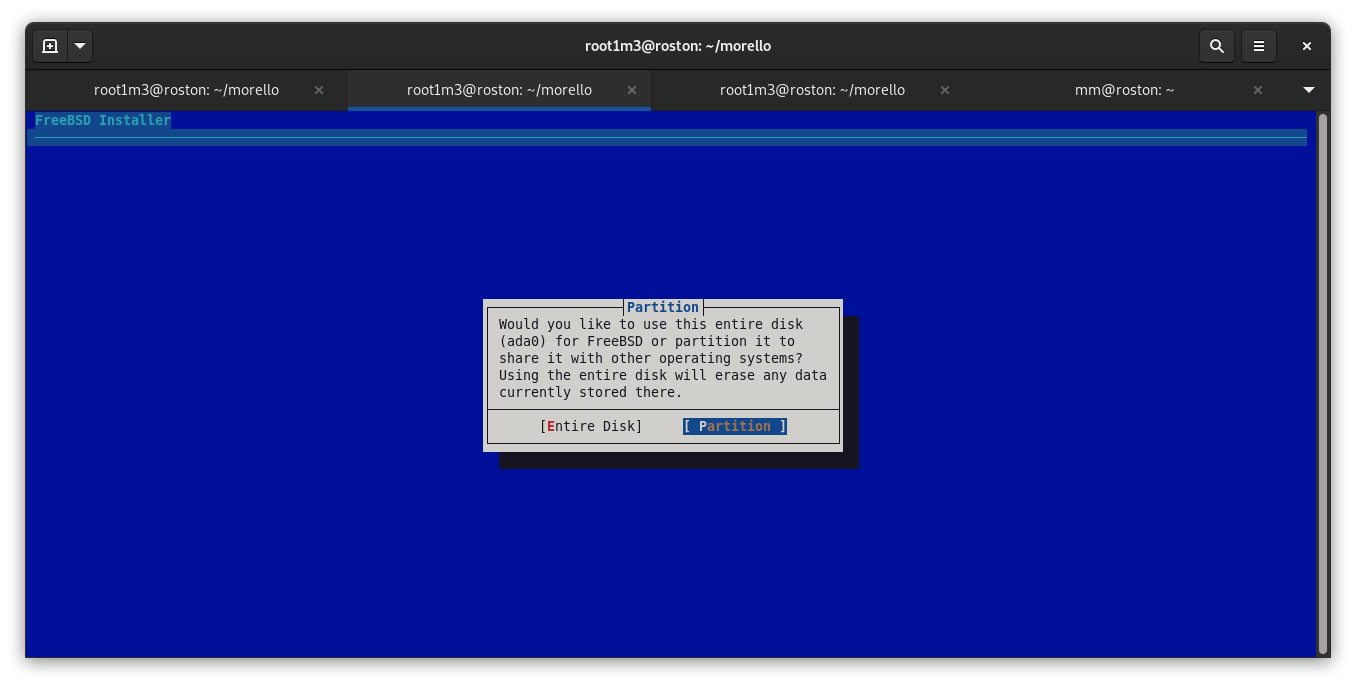 root1m3@roston: ~/morello
root1m3@roston: ~/morello
root1m3@roston: ~/morello
root1m3@roston: ~/morello
mm@roston: ~
FreeBSD Installer
Partition
Would you like to use this entire disk
(ada0) for FreeBSD or partition it to
share it with other operating systems?
Using the entire disk will erase any data
currently stored there.
[Entire Disk] [ Partition ]